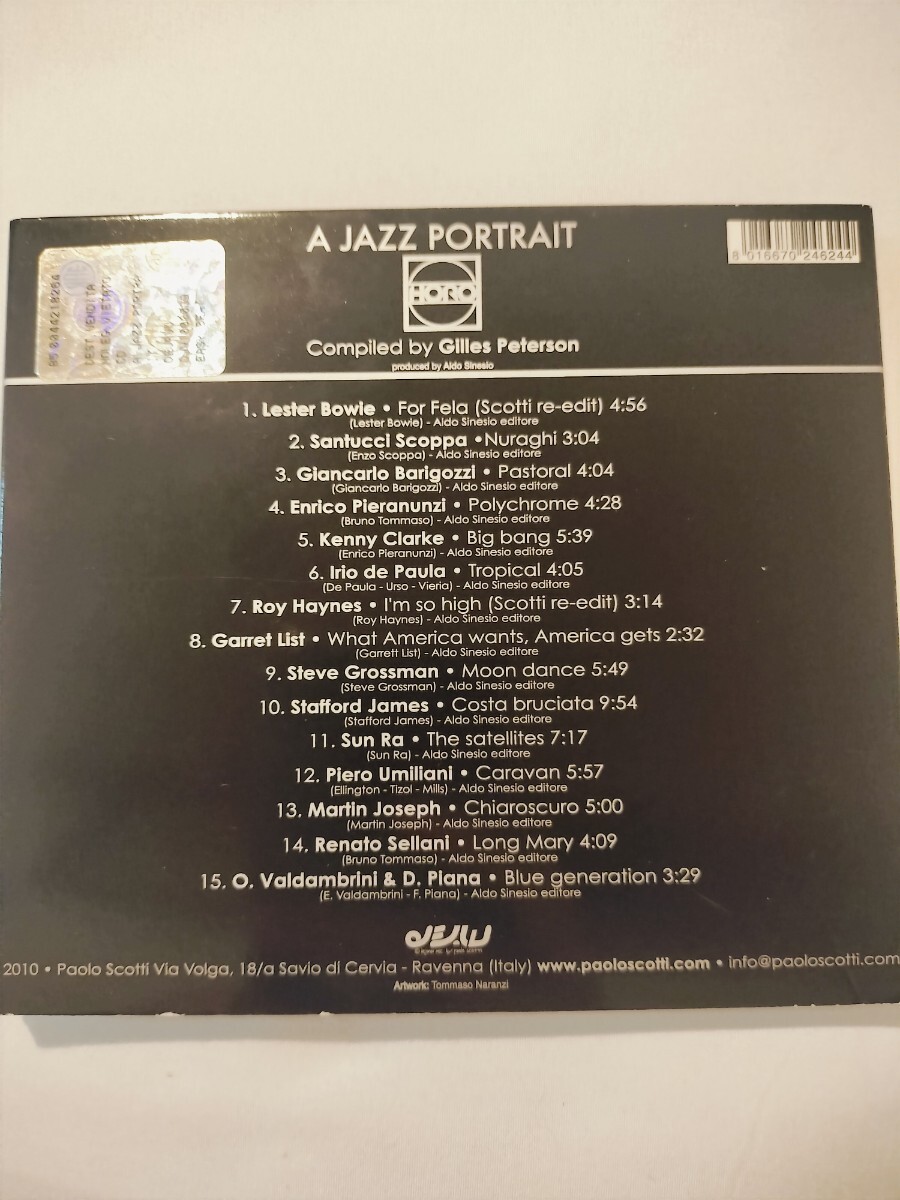 A JAZZ PORTRAIT
HORO
Compiled by Gilles Peterson
produced by Aldo Sinesio
8 016670 246244
1. Lester Bowie • For Fela (Scotti re-edit) 4:56
(Lester Bowie) - Aldo Sinesio editore
2. Santucci Scoppa •Nuraghi 3:04
(Enzo Scoppa) - Aldo Sinesio editore
3. Giancarlo Barigozzi • Pastoral 4:04
(Giancarlo Barigozzi) - Aldo Sinesio editore
4. Enrico Pieranunzi • Polychrome 4:28
(Bruno Tommaso) - Aldo Sinesio editore
5. Kenny Clarke • Big bang 5:39
(Enrico Pieranunzi) - Aldo Sinesio editore
6. Irio de Paula • Tropical 4:05
(De Paula - Urso - Vieria) - Aldo Sinesio editore
7. Roy Haynes • I'm so high (Scotti re-edit) 3:14
(Roy Haynes) - Aldo Sinesio editore
8. Garret List • What America wants, America gets 2:32
(Garrett List) - Aldo Sinesio editore
9. Steve Grossman • Moon dance 5:49
(Steve Grossman) - Aldo Sinesio editore
10. Stafford James • Costa bruciata 9:54
(Stafford James) - Aldo Sinesio editore
11. Sun Ra • The satellites 7:17
(Sun Ra) - Aldo Sinesio editore
12. Piero Umiliani • Caravan 5:57
(Ellington - Tizol - Mills) - Aldo Sinesio editore
13. Martin Joseph • Chiaroscuro 5:00
(Martin Joseph) - Aldo Sinesio editore
14. Renato Sellani • Long Mary 4:09
(Bruno Tommaso) - Aldo Sinesio editore
15. O. Valdambrini & D. Piana • Blue generation 3:29
(E. Valdambrini - F. Piana) - Aldo Sinesio editore
2010 • Paolo Scotti Via Volga, 18/a Savio di Cervia - Ravenna (Italy) www.paoloscotti.com • info@paoloscotti.com
Artwork: Tommaso Naranzi